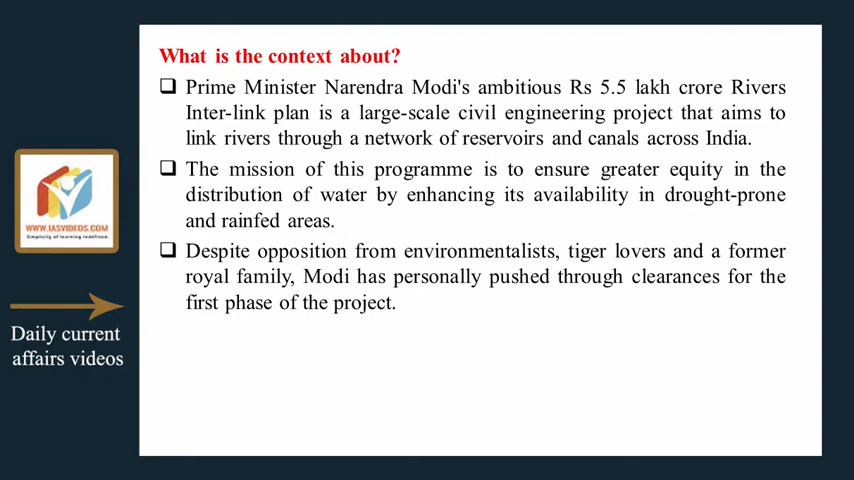 What is the context about?
❑ Prime Minister Narendra Modi's ambitious Rs 5.5 lakh crore Rivers
Inter-link plan is a large-scale civil engineering project that aims to
link rivers through a network of reservoirs and canals across India.
❑ The mission of this programme is to ensure greater equity in the
distribution of water by enhancing its availability in drought-prone
and rainfed areas.
❑ Despite opposition from environmentalists, tiger lovers and a former
royal family, Modi has personally pushed through clearances for the
first phase of the project.
WWW.IASVIDEOS.COM
Simplicity of learning redefined.
Daily current
affairs videos